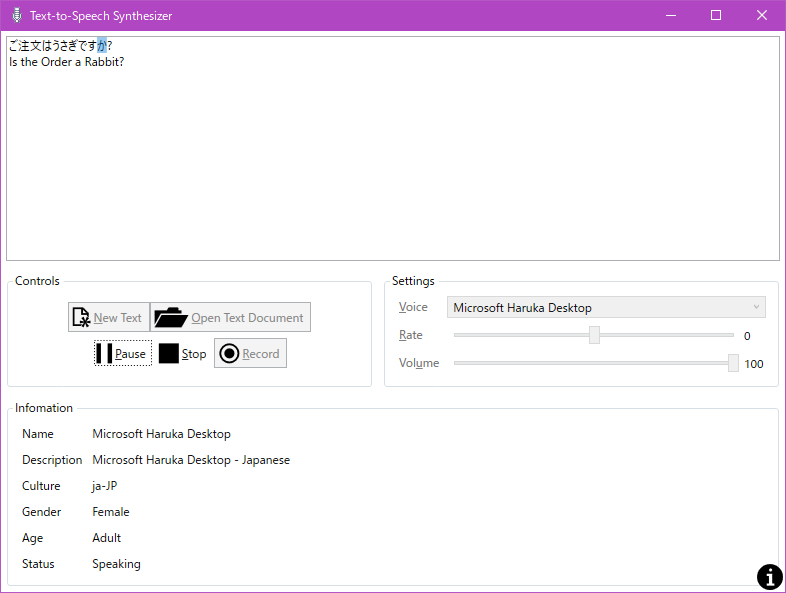 Text-to-Speech Synthesizer
ご注文はうさぎですか?
Is the Order a Rabbit?
Controls
New Text
Open Text Document
Pause
Stop
Record
Settings
Voice Microsoft Haruka Desktop
Rate 0
Volume 100
Infomation
Name Microsoft Haruka Desktop
Description Microsoft Haruka Desktop - Japanese
Culture ja-JP
Gender Female
Age Adult
Status Speaking